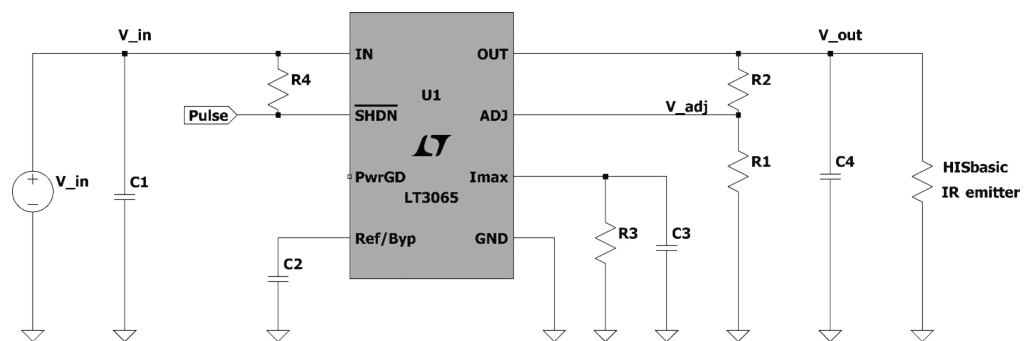 V_in
V_out
IN
OUT
R4
R2
U1
Pulse
SHDN
ADJ
V_adj
R1
HISbasic
IR emitter
V_in
C1
PwrGD
Imax
C4
LT3065
R3
C3
Ref/Byp
GND
C2